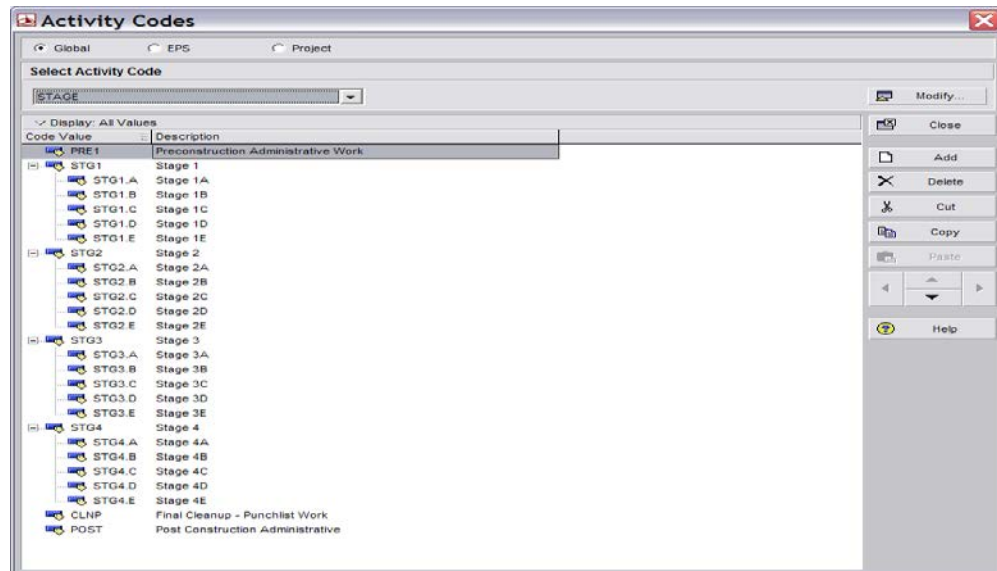 Activity Codes
Global EPS Project
Select Activity Code
STAGE
Modify...
Display: All Values
Close
Code Value Description
PRE1 Preconstruction Administrative Work
Add
STG1 Stage 1
STG1.A Stage 1A
Delete
STG1.B Stage 1B
STG1.C Stage 1C
Cut
STG1.D Stage 1D
STG1.E Stage 1E
Copy
STG2 Stage 2
Paste
STG2.A Stage 2A
STG2.B Stage 2B
STG2.C Stage 2C
STG2.D Stage 2D
STG2.E Stage 2E
Help
STG3 Stage 3
STG3.A Stage 3A
STG3.B Stage 3B
STG3.C Stage 3C
STG3.D Stage 3D
STG3.E Stage 3E
STG4 Stage 4
STG4.A Stage 4A
STG4.B Stage 4B
STG4.C Stage 4C
STG4.D Stage 4D
STG4.E Stage 4E
CLNP Final Cleanup - Punchlist Work
POST Post Construction Administrative